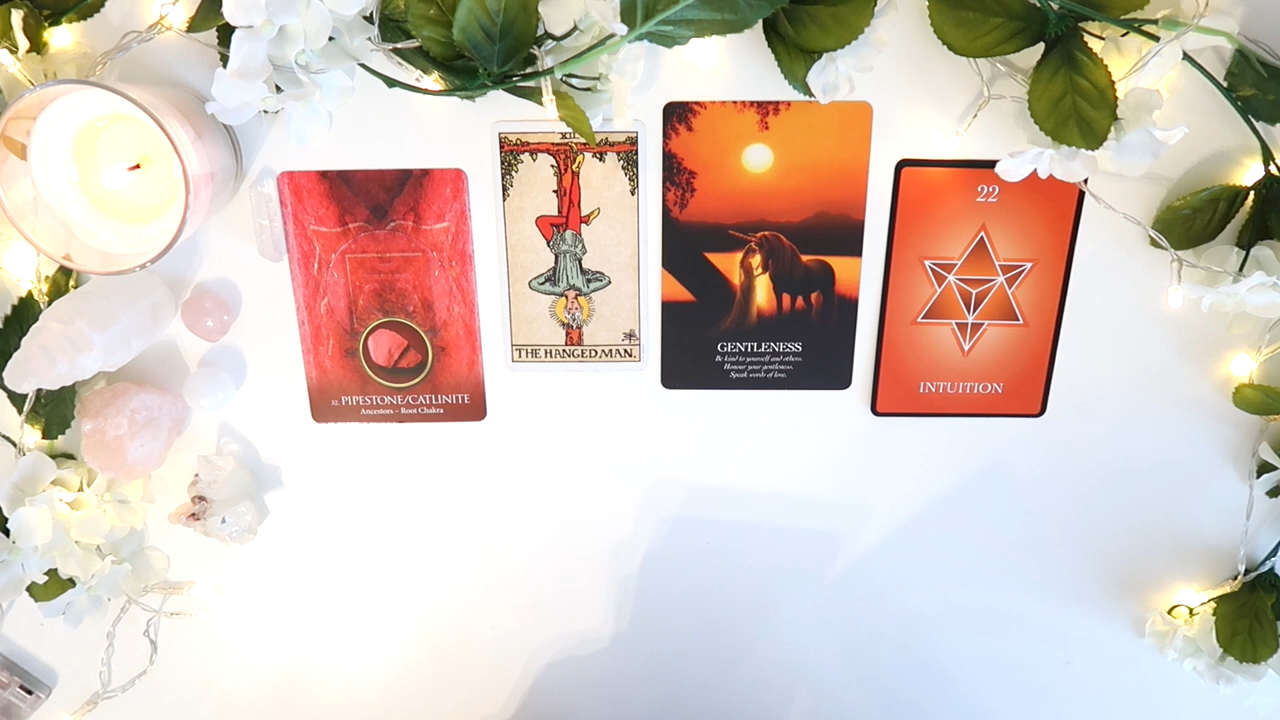 32. PIPESTONE/CATLINITE
Ancestors – Root Chakra
XII
THE HANGED MAN.
GENTLENESS
Be kind to yourself and others.
Honour your gentleness.
Speak words of love.
22
INTUITION